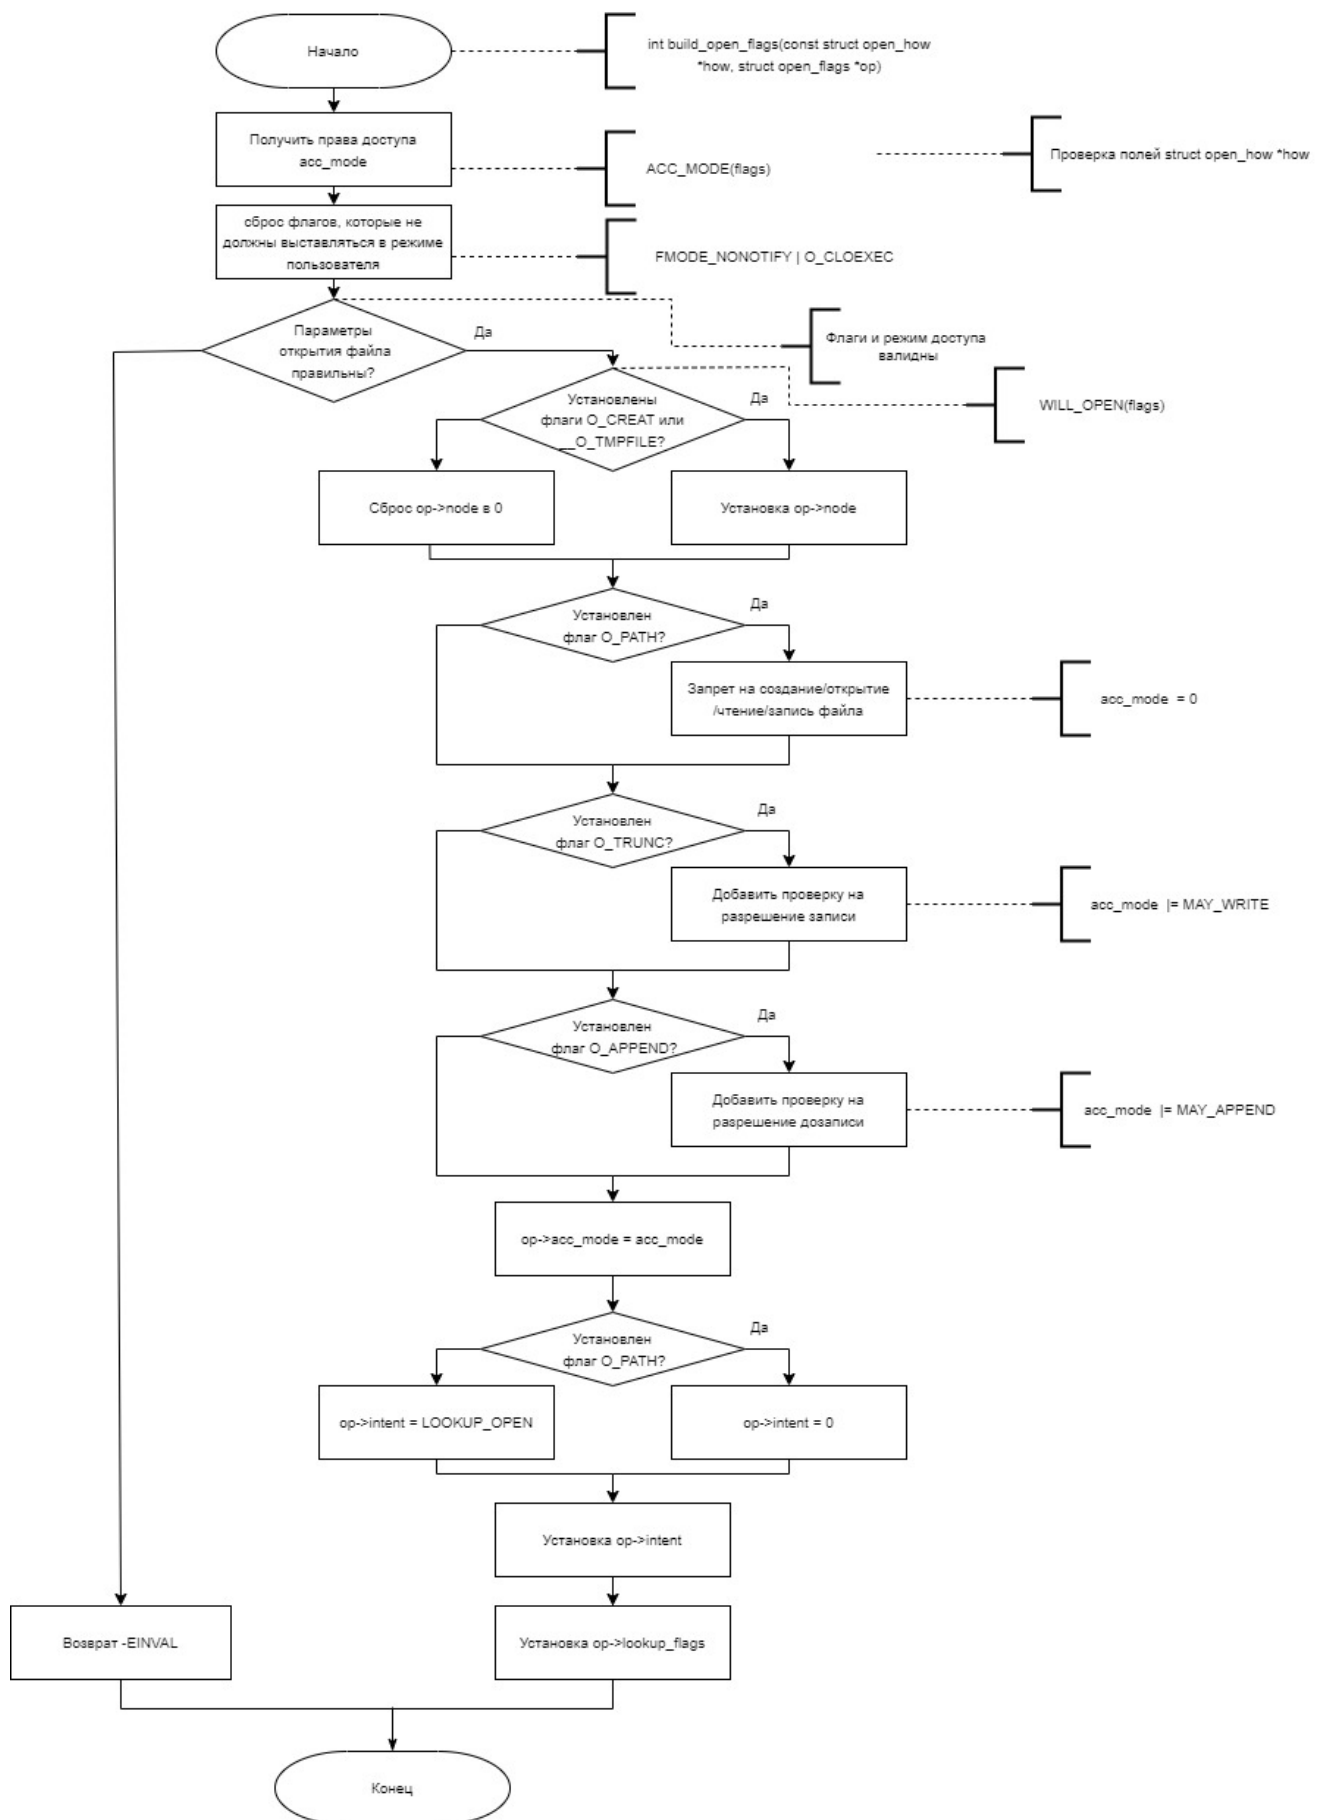 Начало
int build_open_flags(const struct open_how
*how, struct open_flags *op)
Получить права доступа
acc_mode
ACC_MODE(flags)
Проверка полей struct open_how *how
сброс флагов, которые не
должны выставляться в режиме
пользователя
FMODE_NONOTIFY | O_CLOEXEC
Параметры
открытия файла
правильны?
Да
Флаги и режим доступа
валидны
Установлены
флаги O_CREAT или
__O_TMPFILE?
Да
WILL_OPEN(flags)
Сброс op->node в 0
Установка op->node
Установлен
флаг O_PATH?
Да
Запрет на создание/открытие
/чтение/запись файла
acc_mode = 0
Установлен
флаг O_TRUNC?
Да
Добавить проверку на
разрешение записи
acc_mode |= MAY_WRITE
Установлен
флаг O_APPEND?
Да
Добавить проверку на
разрешение дозаписи
acc_mode |= MAY_APPEND
op->acc_mode = acc_mode
Установлен
флаг O_PATH?
Да
op->intent = LOOKUP_OPEN
op->intent = 0
Установка op->intent
Возврат -EINVAL
Установка op->lookup_flags
Конец